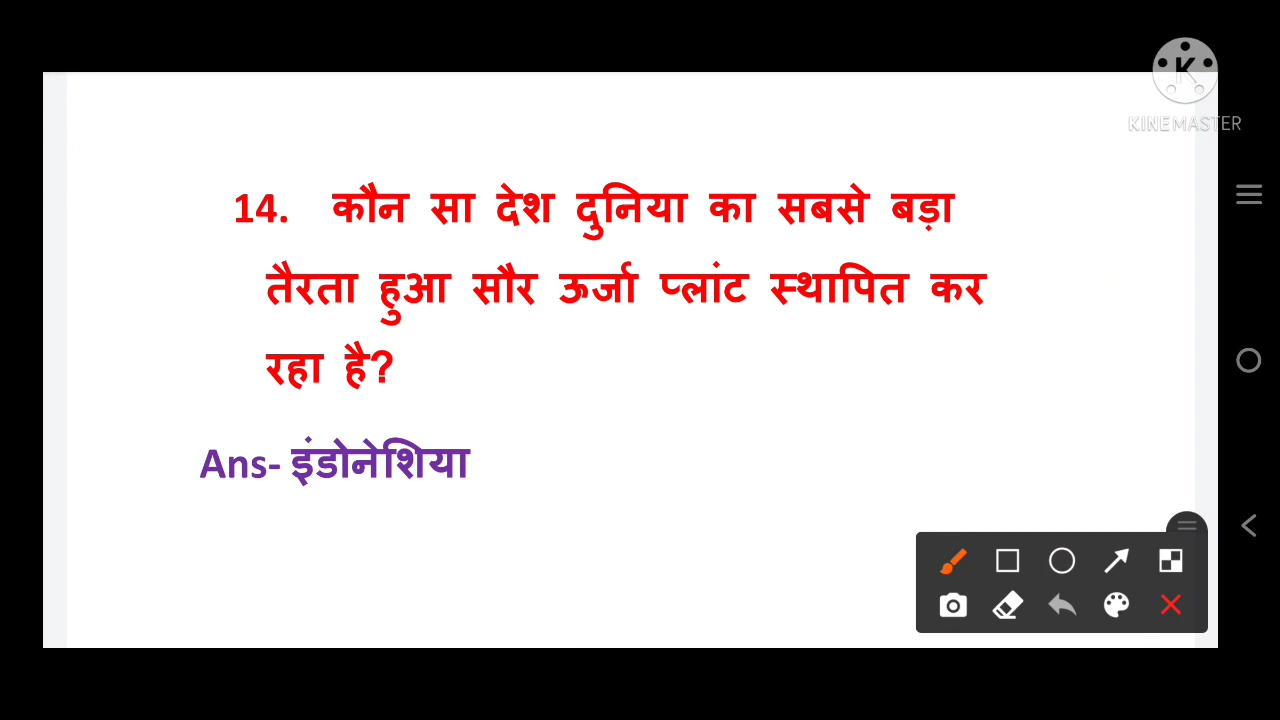 KINEMASTER
14. कौन सा देश दुनिया का सबसे बड़ा
तैरता हुआ सौर ऊर्जा प्लांट स्थापित कर
रहा है?
Ans- इंडोनेशिया